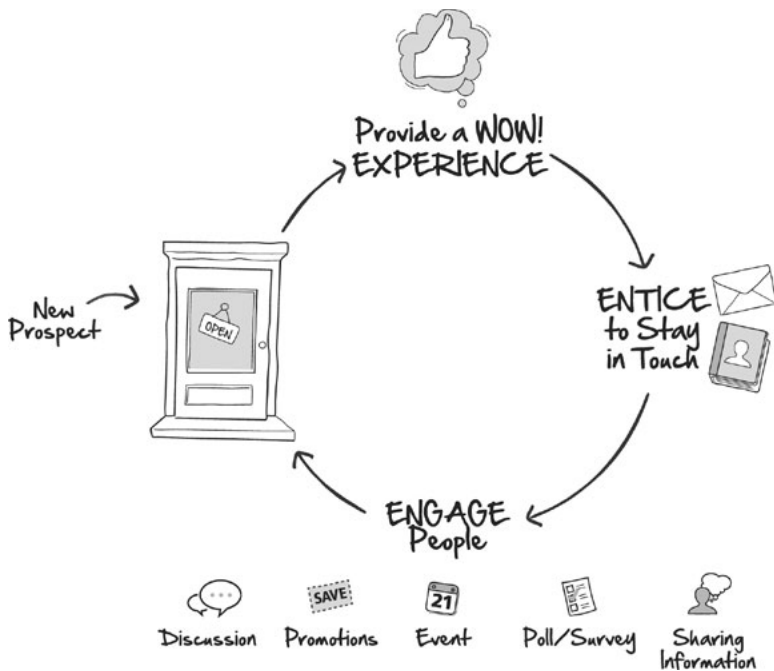 Provide a WOW!
EXPERIENCE
New
Prospect
OPEN
ENTICE
to Stay
in Touch
ENGAGE
People
SAVE
21
Discussion
Promotions
Event
Poll/Survey
Sharing
Information